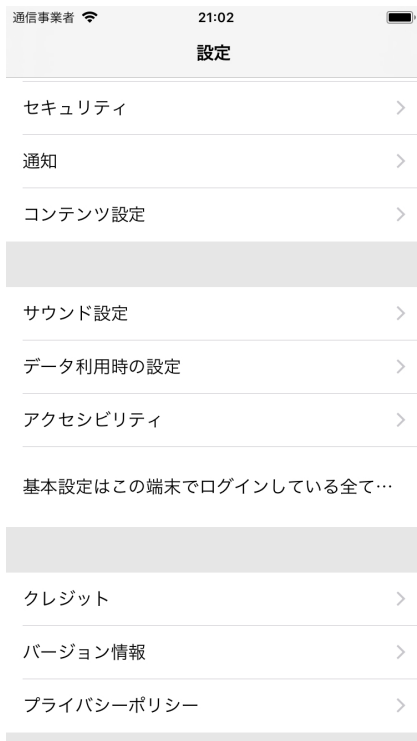 通信事業者 21:02
設定
セキュリティ
通知
コンテンツ設定
サウンド設定
データ利用時の設定
アクセシビリティ
基本設定はこの端末でログインしている全て…
クレジット
バージョン情報
プライバシーポリシー